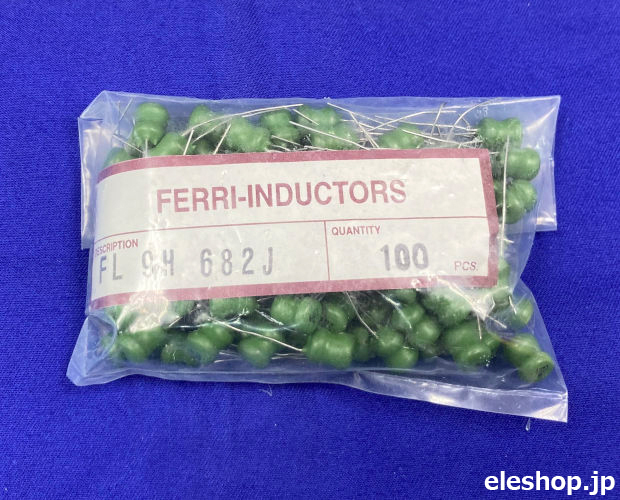 FERRI-INDUCTORS
DESCRIPTION
FL 9H 682J
QUANTITY
100 PCS.
eleshop.jp